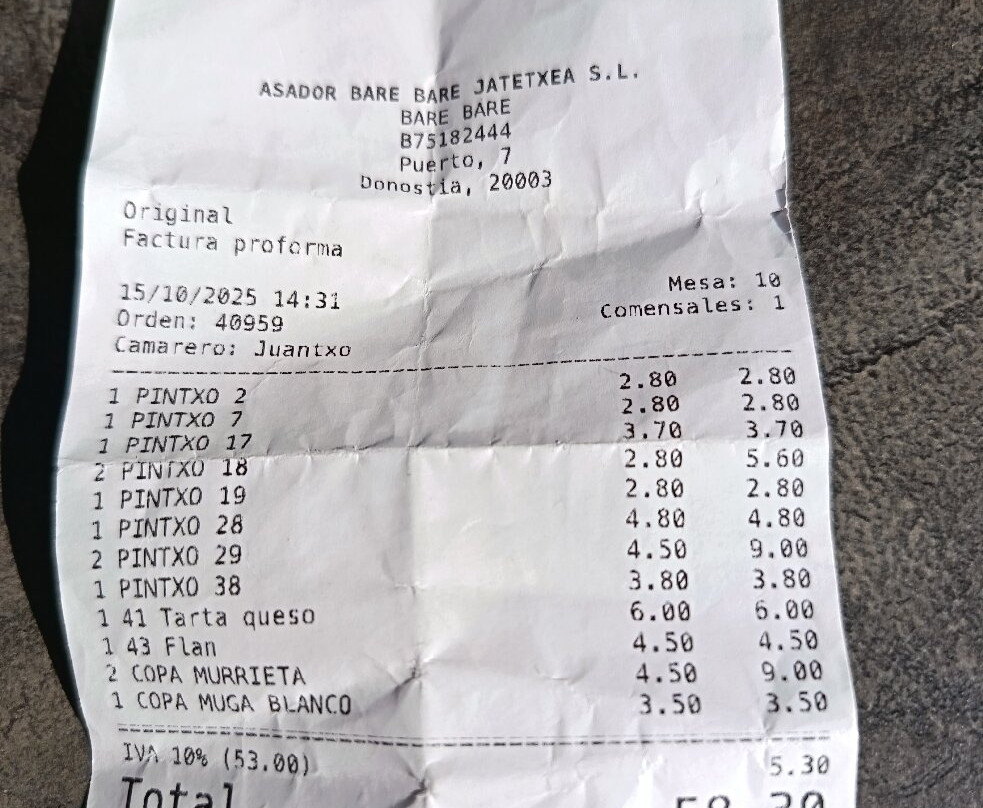 ASADOR BARE BARE JATETXEA S.L.
BARE BARE
B75182444
Puerto, 7
Donostia, 20003
Original
Factura proforma
15/10/2025 14:31 Mesa: 10
Orden: 40959 Comensales: 1
Camarero: Juantxo
1 PINTXO 2 2.80 2.80
1 PINTXO 7 2.80 2.80
1 PINTXO 17 3.70 3.70
2 PINTXO 18 2.80 5.60
1 PINTXO 19 2.80 2.80
1 PINTXO 28 4.80 4.80
2 PINTXO 29 4.50 9.00
1 PINTXO 38 3.80 3.80
1 41 Tarta queso 6.00 6.00
1 43 Flan 4.50 4.50
2 COPA MURRIETA 4.50 9.00
1 COPA MUGA BLANCO 3.50 3.50
IVA 10% (53.00) 5.30
Total